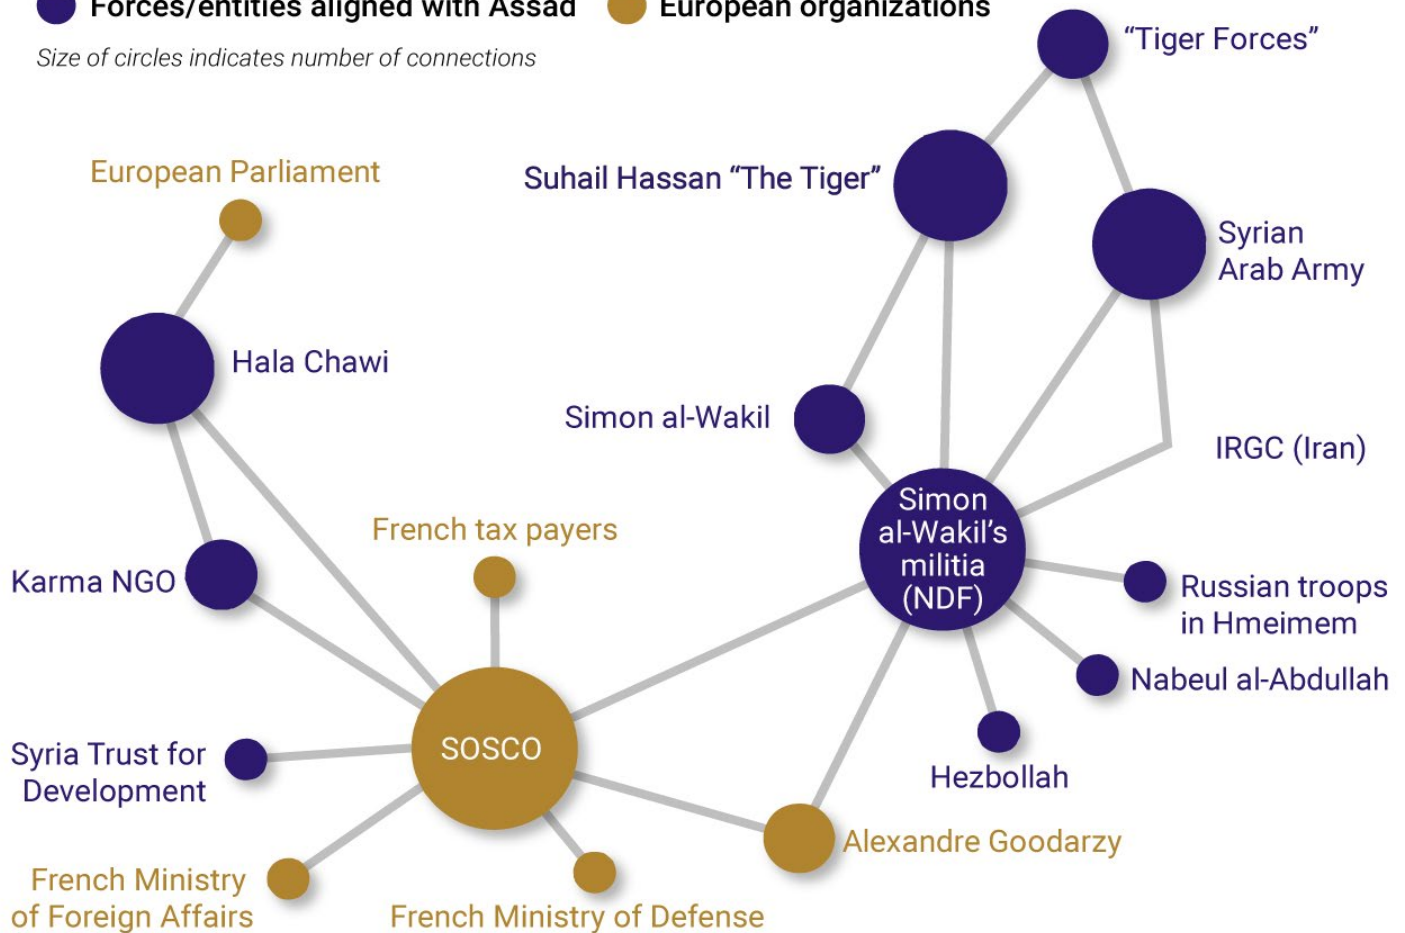 Forces/entities aligned with Assad
European organizations
Size of circles indicates number of connections
“Tiger Forces”
European Parliament
Suhail Hassan “The Tiger”
Syrian
Arab Army
Hala Chawi
Simon al-Wakil
IRGC (Iran)
Simon
al-Wakil’s
militia
(NDF)
French tax payers
Karma NGO
Russian troops
in Hmeimem
Nabeul al-Abdullah
Syria Trust for
Development
SOSCO
Hezbollah
Alexandre Goodarzy
French Ministry
of Foreign Affairs
French Ministry of Defense